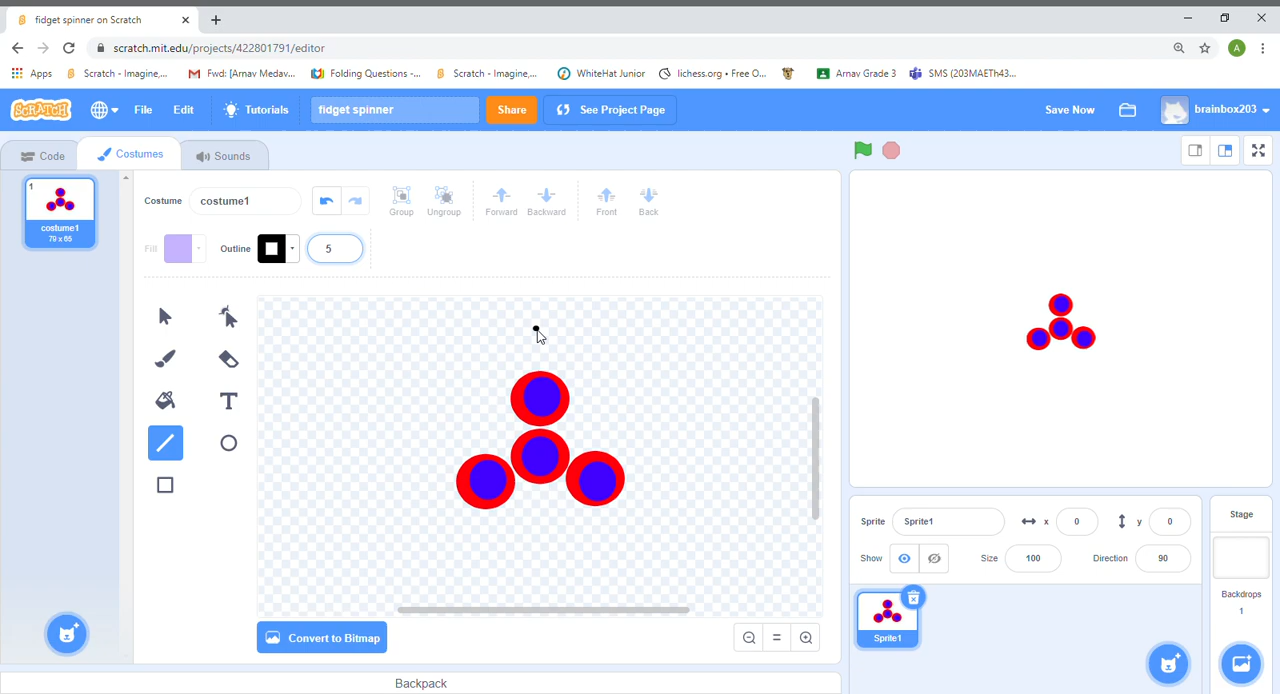 fidget spinner on Scratch
scratch.mit.edu/projects/422801791/editor
A
Apps
Scratch - Imagine,...
Fwd: [Arnav Medav...
Folding Questions -...
Scratch - Imagine,...
WhiteHat Junior
lichess.org • Free O...
Arnav Grade 3
SMS (203MAETh43...
SCRATCH
File
Edit
Tutorials
fidget spinner
Share
See Project Page
Save Now
brainbox203
Code
Costumes
Sounds
1
costume1
79 x 65
Costume
costume1
Group
Ungroup
Forward
Backward
Front
Back
Fill
Outline
5
T
Convert to Bitmap
Backpack
Sprite
Sprite1
x
0
y
0
Show
Size
100
Direction
90
Sprite1
Stage
Backdrops
1